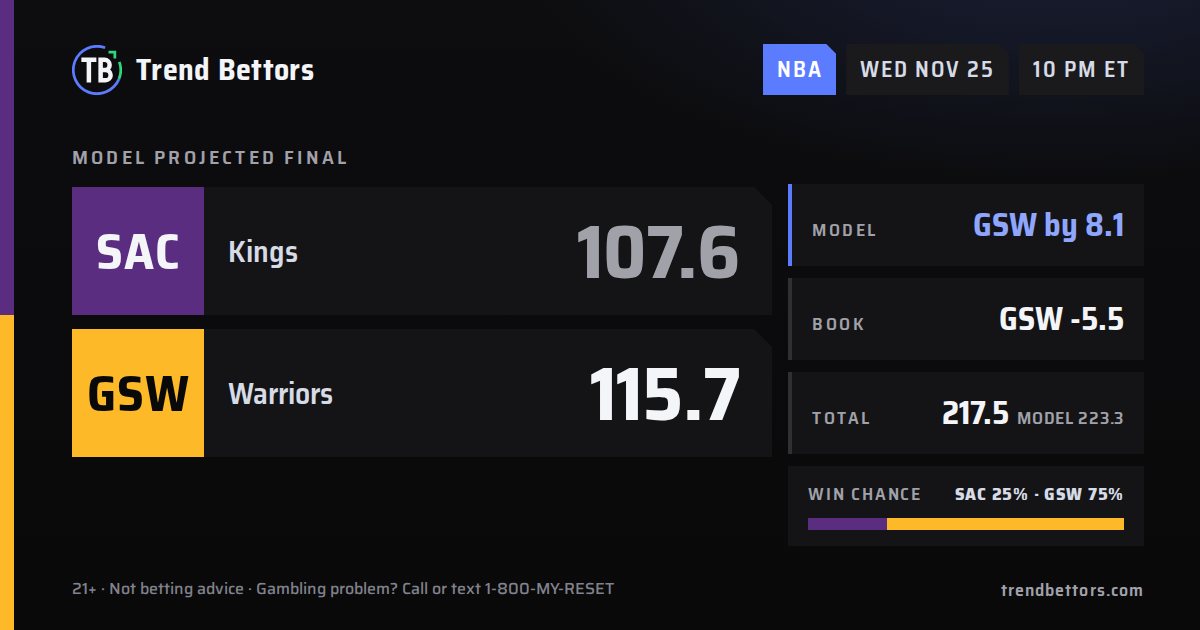 TB Trend Bettors
NBA WED NOV 25 10 PM ET
MODEL PROJECTED FINAL
SAC Kings 107.6
GSW Warriors 115.7
MODEL GSW by 8.1
BOOK GSW -5.5
TOTAL 217.5 MODEL 223.3
WIN CHANCE SAC 25% · GSW 75%
21+ · Not betting advice · Gambling problem? Call or text 1-800-MY-RESET
trendbettors.com